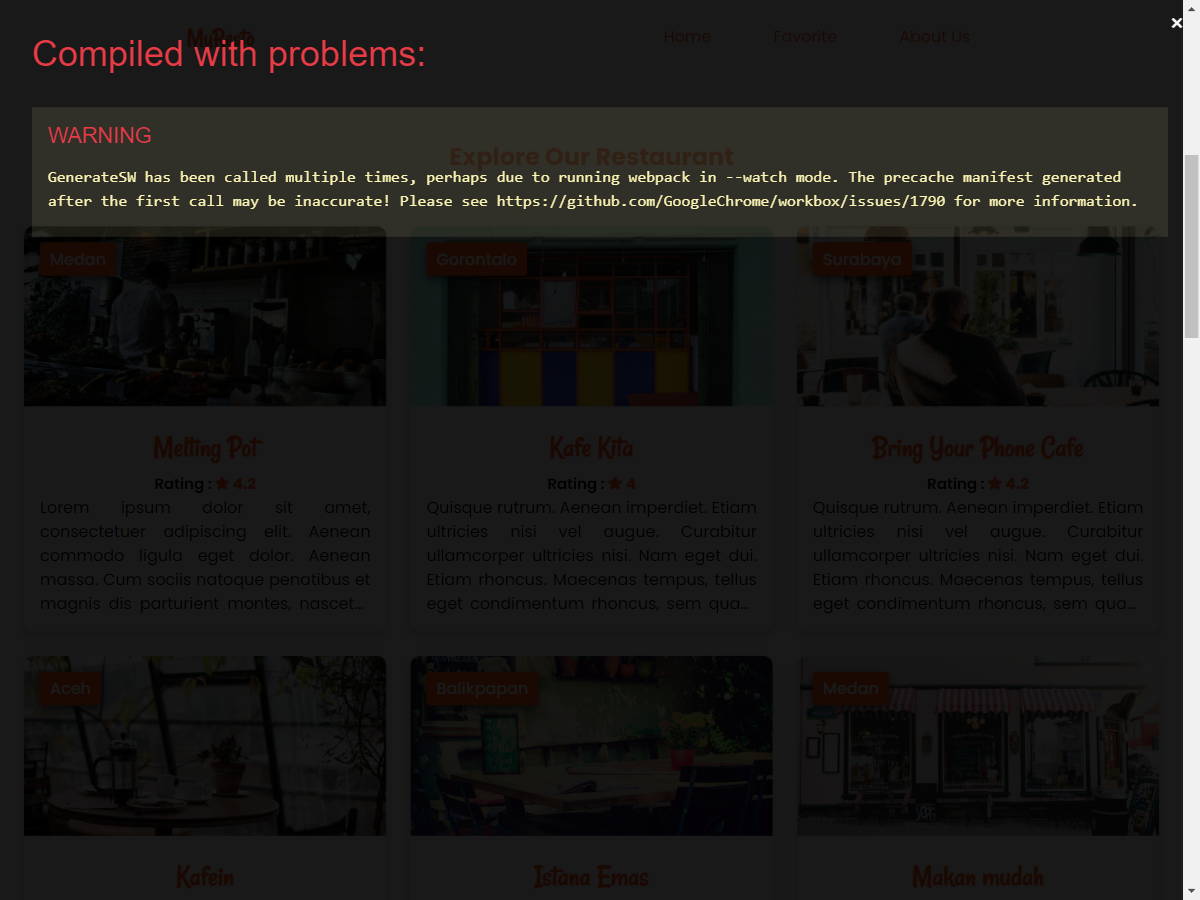 MyResto
Home
Favorite
About Us
×
Compiled with problems:
WARNING
Explore Our Restaurant
GenerateSW has been called multiple times, perhaps due to running webpack in --watch mode. The precache manifest generated
after the first call may be inaccurate! Please see https://github.com/GoogleChrome/workbox/issues/1790 for more information.
Medan
Gorontalo
Surabaya
Melting Pot
Kafe Kita
Bring Your Phone Cafe
Rating : ★ 4.2
Rating : ★ 4
Rating : ★ 4.2
Lorem ipsum dolor sit amet,
consectetuer adipiscing elit. Aenean
commodo ligula eget dolor. Aenean
massa. Cum sociis natoque penatibus et
magnis dis parturient montes, nascet...
Quisque rutrum. Aenean imperdiet. Etiam
ultricies nisi vel augue. Curabitur
ullamcorper ultricies nisi. Nam eget dui.
Etiam rhoncus. Maecenas tempus, tellus
eget condimentum rhoncus, sem qua...
Quisque rutrum. Aenean imperdiet. Etiam
ultricies nisi vel augue. Curabitur
ullamcorper ultricies nisi. Nam eget dui.
Etiam rhoncus. Maecenas tempus, tellus
eget condimentum rhoncus, sem qua...
Aceh
Balikpapan
Medan
Kafein
Istana Emas
Makan mudah